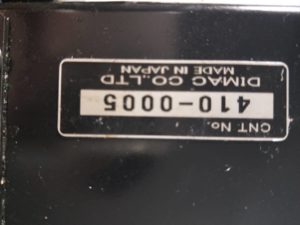 CNT No.
410-0005
DIMAC CO.,LTD
MADE IN JAPAN